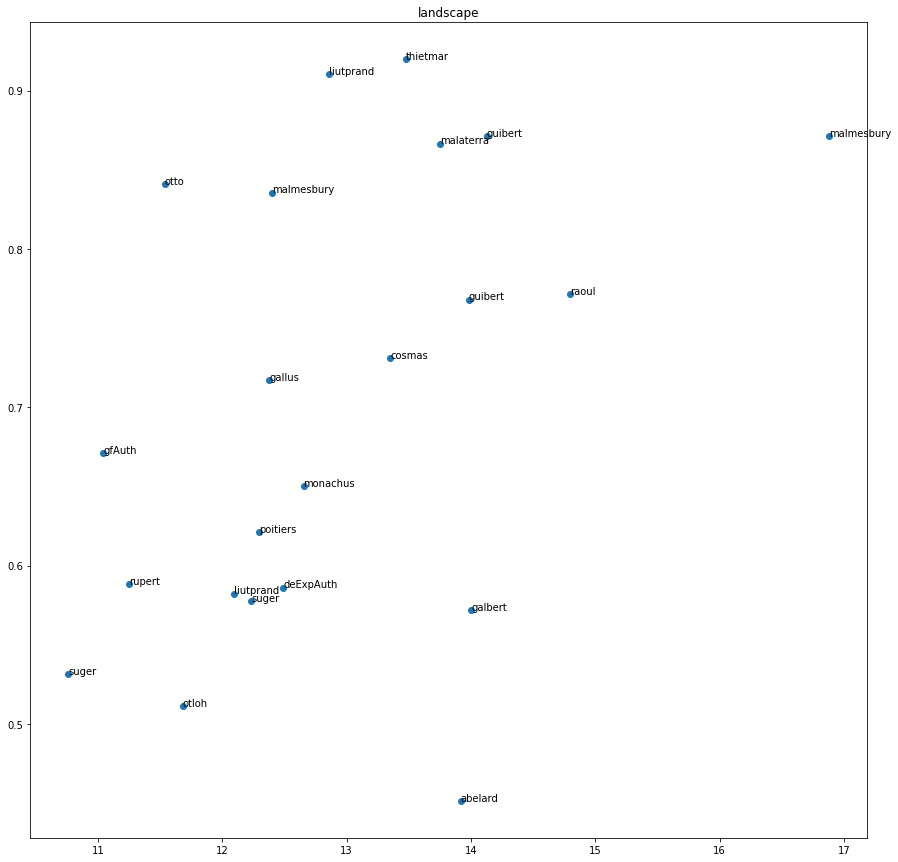 landscape
thietmar
liutprand
0.9
guibert
malmesbury
malaterra
otto
malmesbury
0.8
guibert
raoul
cosmas
gallus
0.7
gfAuth
monachus
poitiers
0.6
rupert
deExpAuth
liutprand
suger
galbert
suger
otloh
0.5
abelard
11 12 13 14 15 16 17